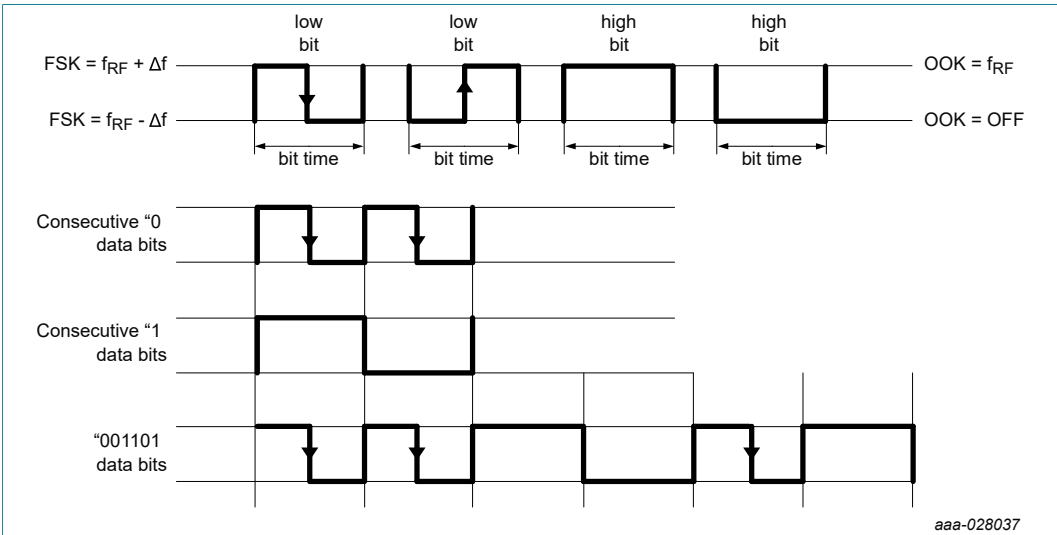 low bit
low bit
high bit
high bit
FSK = fRF + Δf
OOK = fRF
FSK = fRF - Δf
OOK = OFF
bit time
bit time
bit time
bit time
Consecutive “0
data bits
Consecutive “1
data bits
“001101
data bits
aaa-028037